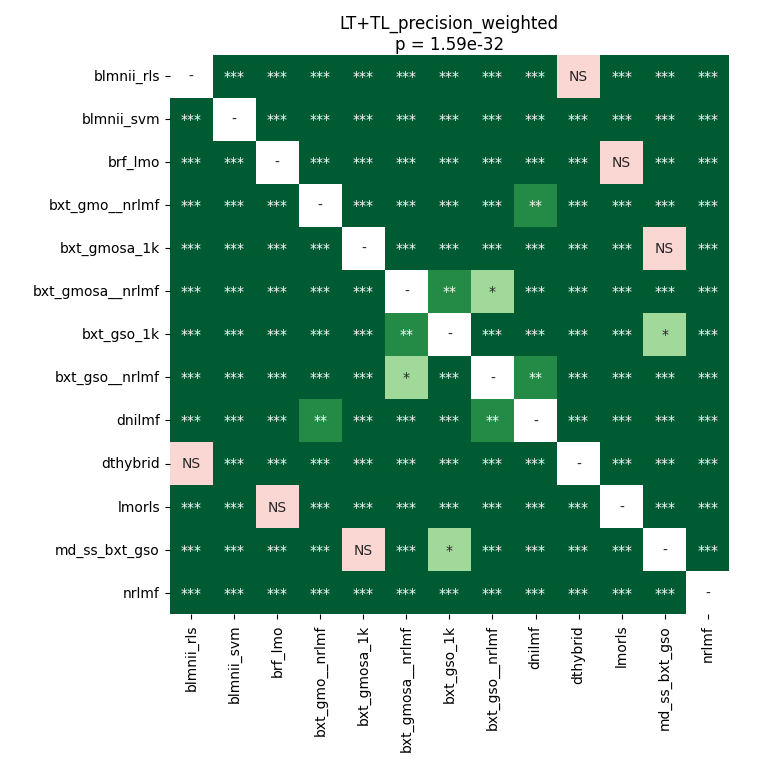 LT+TL_precision_weighted
p = 1.59e-32
blmnii_rls - *** *** *** *** *** *** *** *** NS *** *** ***
blmnii_svm *** - *** *** *** *** *** *** *** *** *** *** ***
brf_lmo *** *** - *** *** *** *** *** *** *** NS *** ***
bxt_gmo__nrlmf *** *** *** - *** *** *** *** ** *** *** *** ***
bxt_gmosa_1k *** *** *** *** - *** *** *** *** *** *** NS ***
bxt_gmosa__nrlmf *** *** *** *** *** - ** * *** *** *** *** ***
bxt_gso_1k *** *** *** *** *** ** - *** *** *** *** * ***
bxt_gso__nrlmf *** *** *** *** *** * *** - ** *** *** *** ***
dnilmf *** *** *** ** *** *** *** ** - *** *** *** ***
dthybrid NS *** *** *** *** *** *** *** *** - *** *** ***
lmorls *** *** NS *** *** *** *** *** *** *** - *** ***
md_ss_bxt_gso *** *** *** *** NS *** * *** *** *** *** - ***
nrlmf *** *** *** *** *** *** *** *** *** *** *** *** -
blmnii_rls
blmnii_svm
brf_lmo
bxt_gmo__nrlmf
bxt_gmosa_1k
bxt_gmosa__nrlmf
bxt_gso_1k
bxt_gso__nrlmf
dnilmf
dthybrid
lmorls
md_ss_bxt_gso
nrlmf